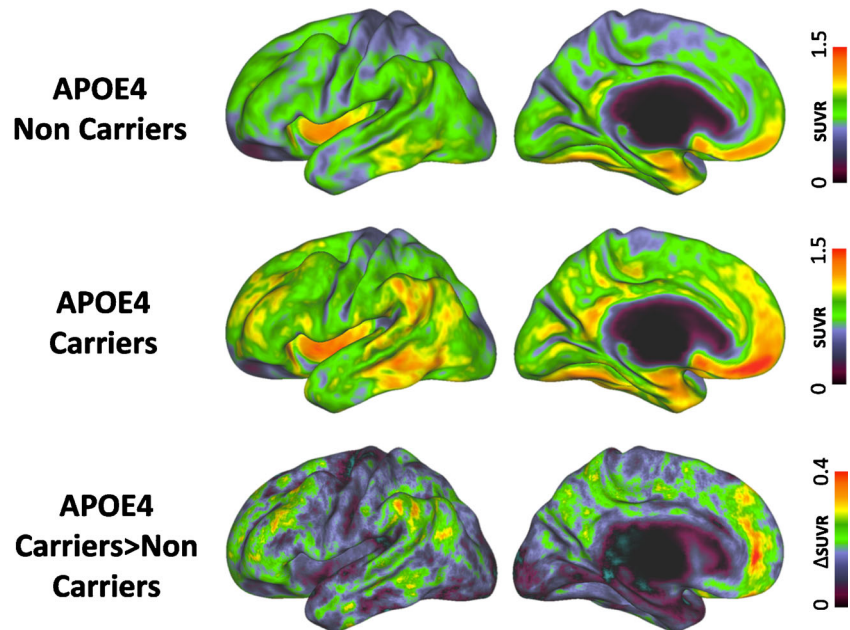 APOE4
Non Carriers
1.5
SUVR
0
APOE4
Carriers
1.5
SUVR
0
APOE4
Carriers>Non
Carriers
0.4
ΔSUVR
0